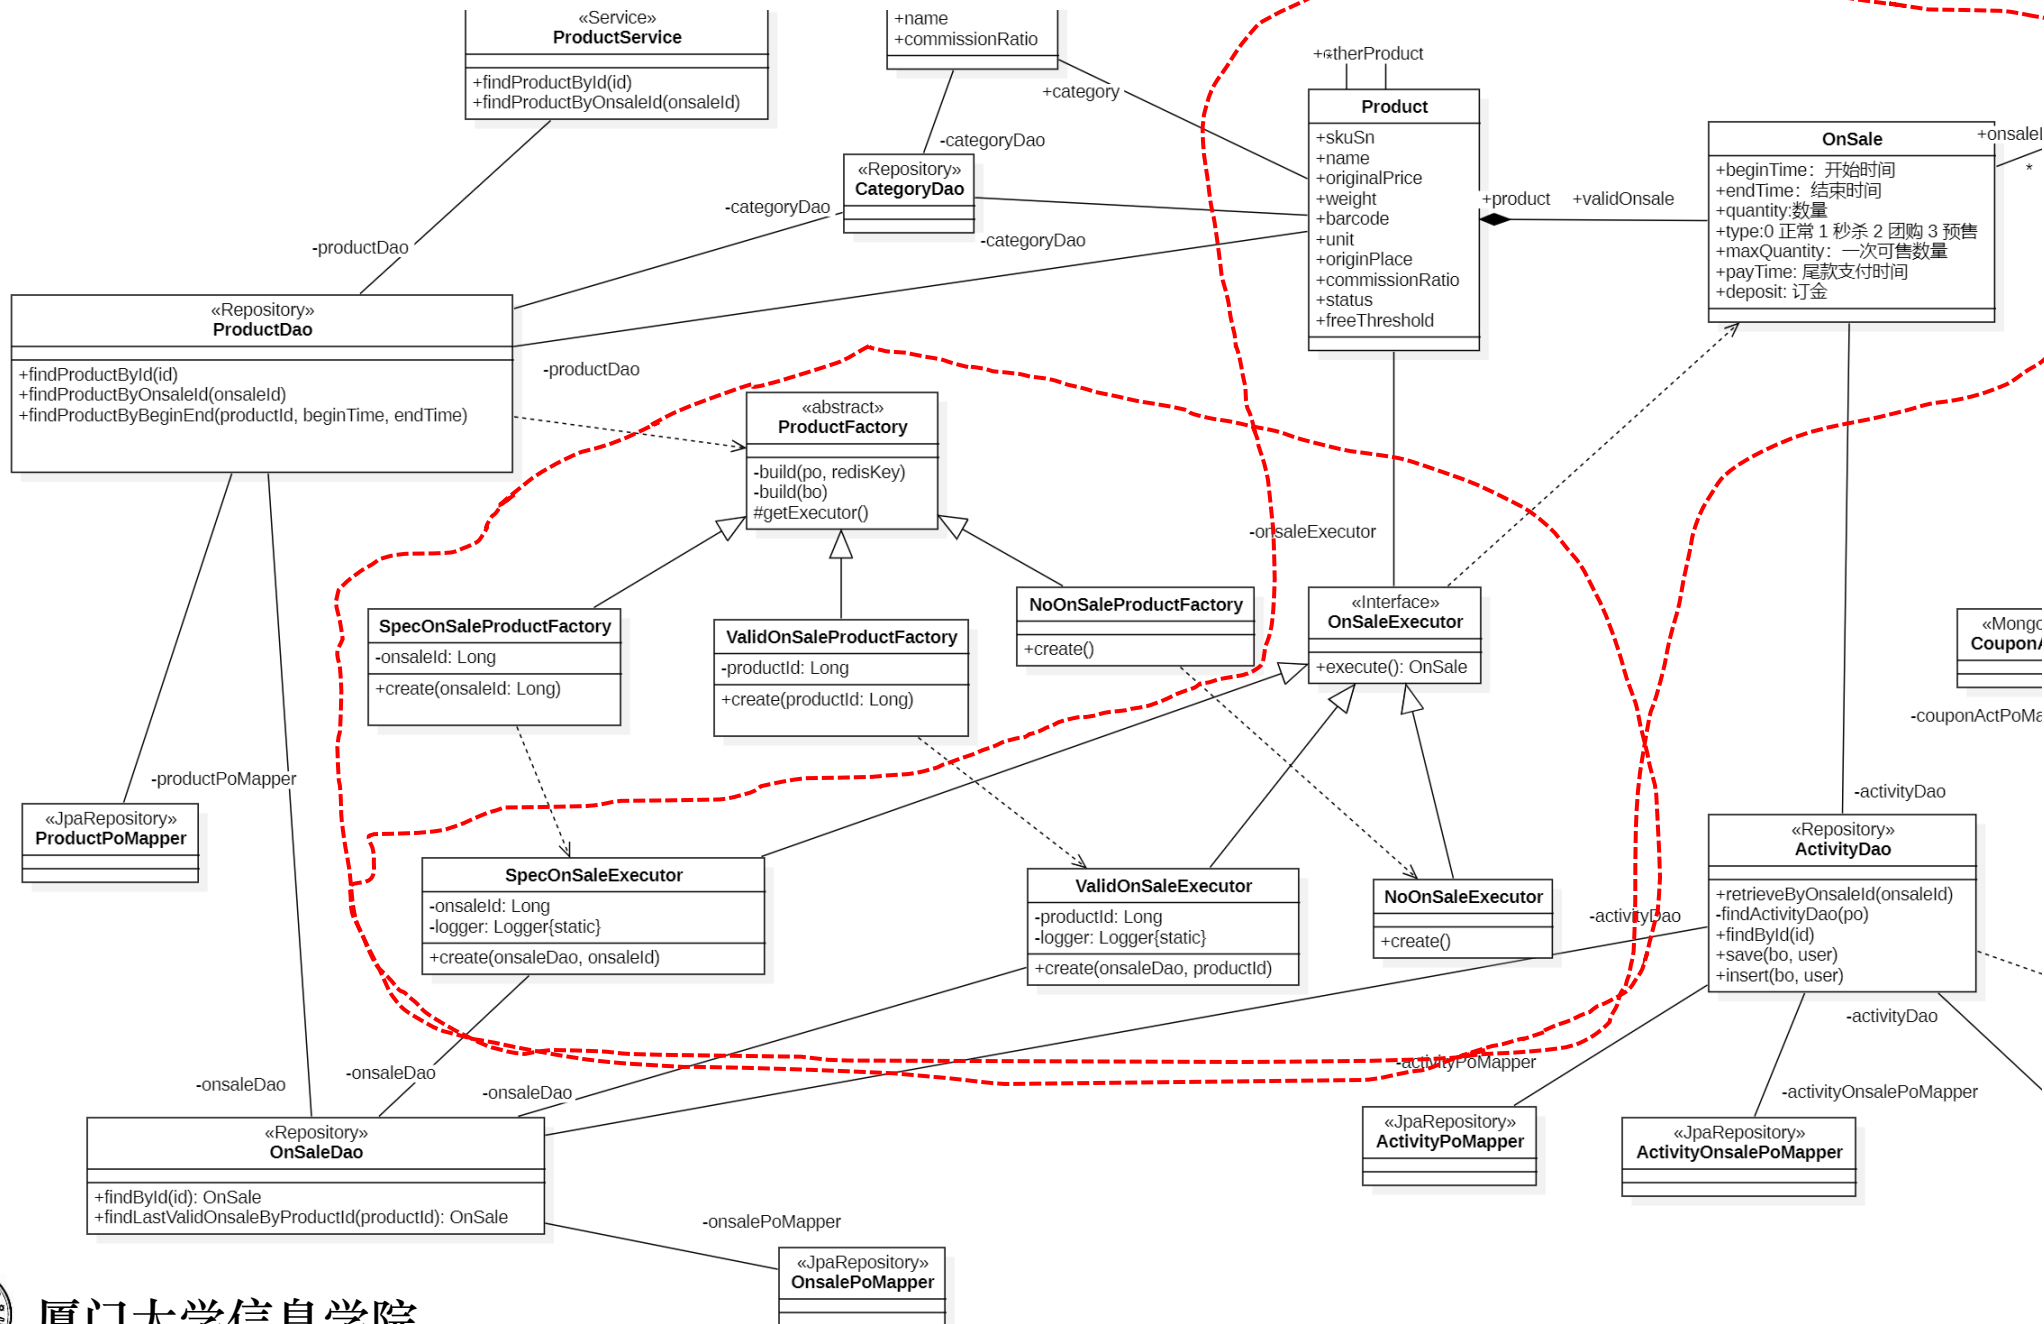 «Service»
ProductService
+findProductById(id)
+findProductByOnsaleId(onsaleId)
+name
+commissionRatio
+category
-categoryDao
«Repository»
CategoryDao
-categoryDao
-categoryDao
Product
+skuSn
+name
+originalPrice
+weight
+barcode
+unit
+originPlace
+commissionRatio
+status
+freeThreshold
+product
+validOnsale
OnSale
+beginTime：开始时间
+endTime：结束时间
+quantity:数量
+type:0 正常 1 秒杀 2 团购 3 预售
+maxQuantity：一次可售数量
+payTime: 尾款支付时间
+deposit: 订金
*
-productDao
«Repository»
ProductDao
+findProductById(id)
+findProductByOnsaleId(onsaleId)
+findProductByBeginEnd(productId, beginTime, endTime)
-productDao
«abstract»
ProductFactory
-build(po, redisKey)
-build(bo)
#getExecutor()
-onsaleExecutor
SpecOnSaleProductFactory
-onsaleId: Long
+create(onsaleId: Long)
ValidOnSaleProductFactory
-productId: Long
+create(productId: Long)
NoOnSaleProductFactory
+create()
«Interface»
OnSaleExecutor
+execute(): OnSale
-productPoMapper
«JpaRepository»
ProductPoMapper
SpecOnSaleExecutor
-onsaleId: Long
-logger: Logger{static}
+create(onsaleDao, onsaleId)
ValidOnSaleExecutor
-productId: Long
-logger: Logger{static}
+create(onsaleDao, productId)
NoOnSaleExecutor
+create()
-activityDao
-activityDao
«Repository»
ActivityDao
+retrieveByOnsaleId(onsaleId)
-findActivityDao(po)
+findById(id)
+save(bo, user)
+insert(bo, user)
-activityDao
-onsaleDao
-onsaleDao
-onsaleDao
-activityPoMapper
-activityOnsalePoMapper
«Repository»
OnSaleDao
+findById(id): OnSale
+findLastValidOnsaleByProductId(productId): OnSale
-onsalePoMapper
«JpaRepository»
OnsalePoMapper
«JpaRepository»
ActivityPoMapper
«JpaRepository»
ActivityOnsalePoMapper
厦门大学信息学院